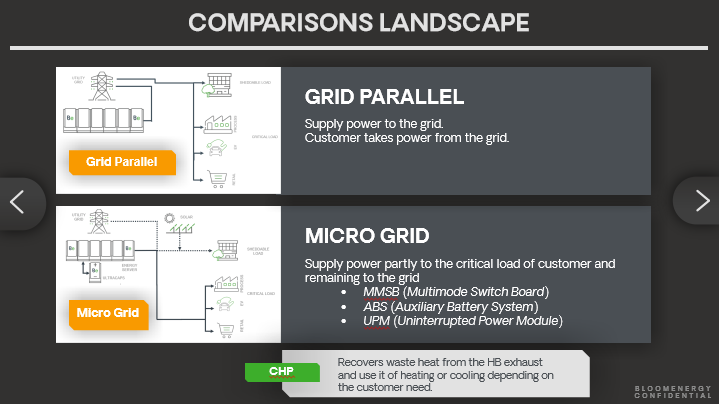 COMPARISONS LANDSCAPE
UTILITY
GRID
OVERRIDABLE LOAD
PROCESS
CRITICAL LOAD
EV
RETAIL
Grid Parallel
GRID PARALLEL
Supply power to the grid.
Customer takes power from the grid.
UTILITY
GRID
SOLAR
OVERRIDABLE
LOAD
ENERGY
SERVER
ULTRACAPS
PROCESS
CRITICAL LOAD
EV
RETAIL
Micro Grid
MICRO GRID
Supply power partly to the critical load of customer and
remaining to the grid
• MMSB (Multimode Switch Board)
• ABS (Auxiliary Battery System)
• UPM (Uninterrupted Power Module)
CHP
Recovers waste heat from the HB exhaust
and use it of heating or cooling depending on
the customer need.
BLOOMENERGY
CONFIDENTIAL